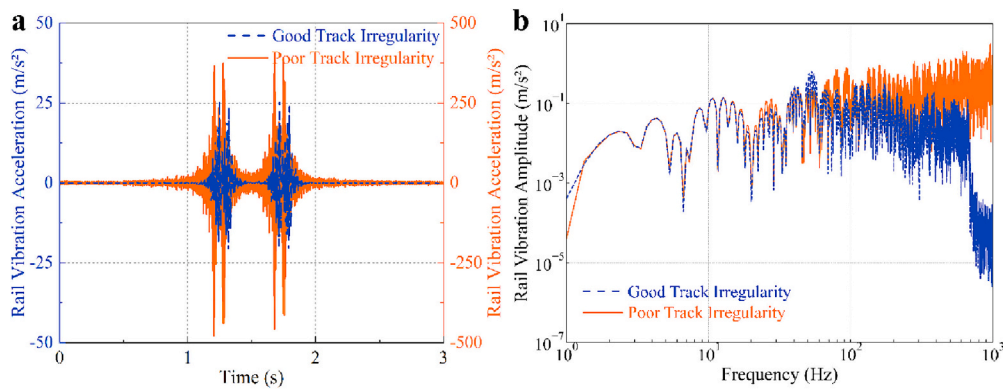 a
Good Track Irregularity
Poor Track Irregularity
Rail Vibration Acceleration (m/s²)
50
25
0
-25
-50
500
250
0
-250
-500
Rail Vibration Acceleration (m/s²)
0
1
2
3
Time (s)
b
Rail Vibration Amplitude (m/s²)
10¹
10⁻¹
10⁻³
10⁻⁵
10⁻⁷
Good Track Irregularity
Poor Track Irregularity
10⁰
10¹
10²
10³
Frequency (Hz)